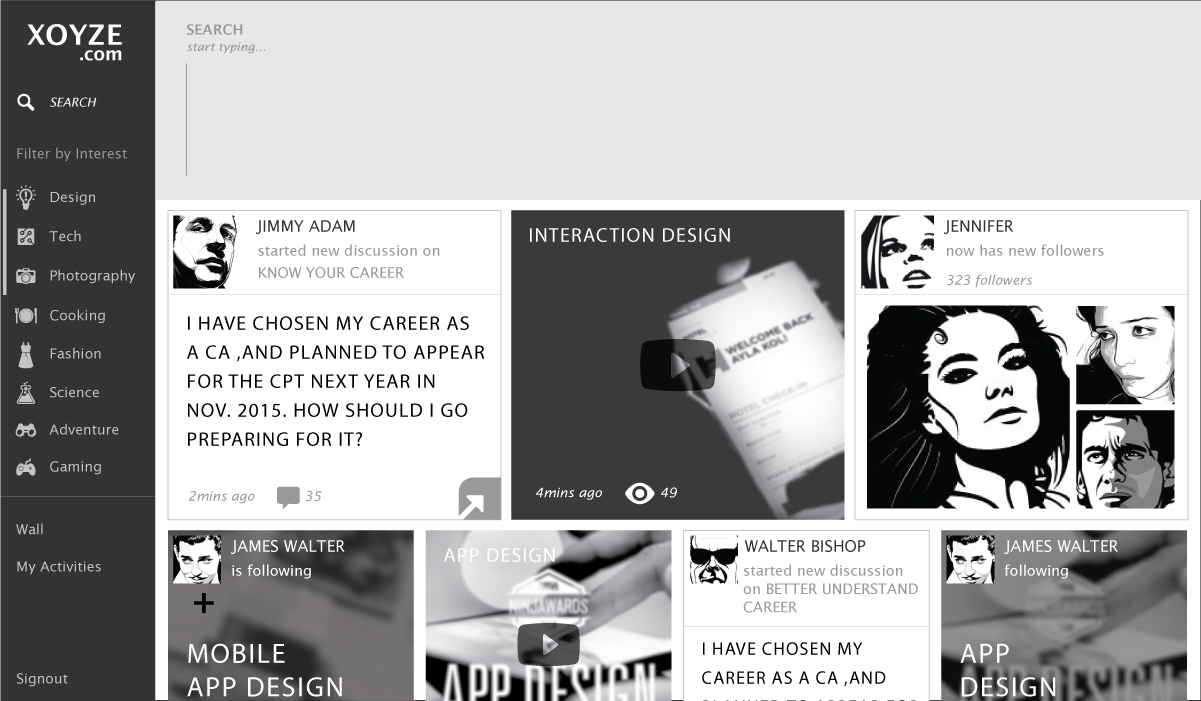 XOYZE
.com
SEARCH
Filter by Interest
Design
Tech
Photography
Cooking
Fashion
Science
Adventure
Gaming
Wall
My Activities
Signout
SEARCH
start typing...
JIMMY ADAM
started new discussion on
KNOW YOUR CAREER
I HAVE CHOSEN MY CAREER AS
A CA ,AND PLANNED TO APPEAR
FOR THE CPT NEXT YEAR IN
NOV. 2015. HOW SHOULD I GO
PREPARING FOR IT?
2mins ago
35
INTERACTION DESIGN
HOTEL
WELCOME BACK
AYLA KOL!
HOTEL CHECK-IN
4mins ago
49
JENNIFER
now has new followers
323 followers
JAMES WALTER
is following
MOBILE
APP DESIGN
APP DESIGN
NINJAWARDS
APP DESIGN
WALTER BISHOP
started new discussion
on BETTER UNDERSTAND
CAREER
I HAVE CHOSEN MY
CAREER AS A CA ,AND
PLANNED TO APPEAR FOR
JAMES WALTER
following
APP
DESIGN